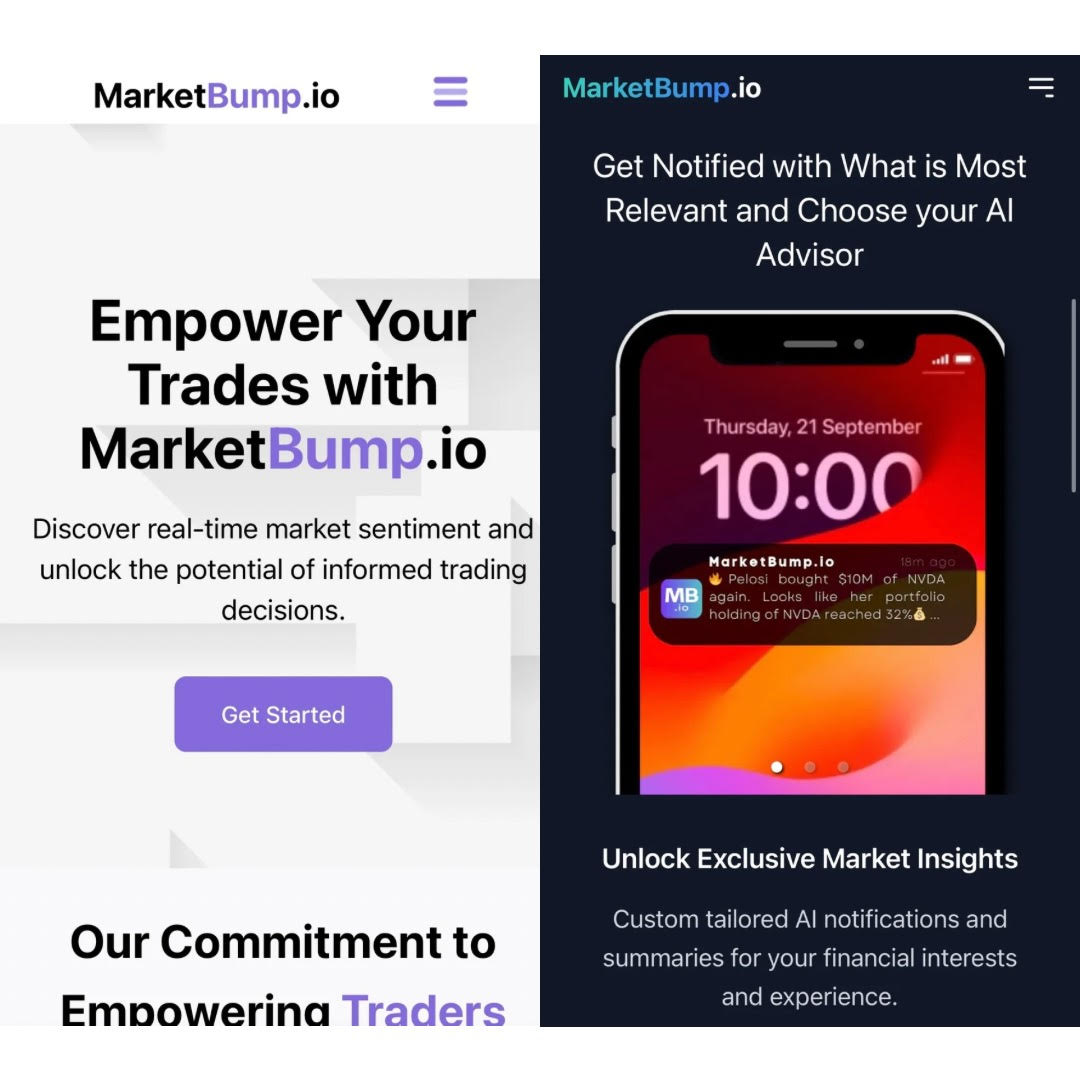 MarketBump.io
Empower Your
Trades with
MarketBump.io
Discover real-time market sentiment and
unlock the potential of informed trading
decisions.
Get Started
Our Commitment to
Empowering Traders
MarketBump.io
Get Notified with What is Most
Relevant and Choose your AI
Advisor
Thursday, 21 September
10:00
MarketBump.io 18m ago
MB
.io
🔥 Pelosi bought $10M of NVDA
again. Looks like her portfolio
holding of NVDA reached 32%💰...
Unlock Exclusive Market Insights
Custom tailored AI notifications and
summaries for your financial interests
and experience.